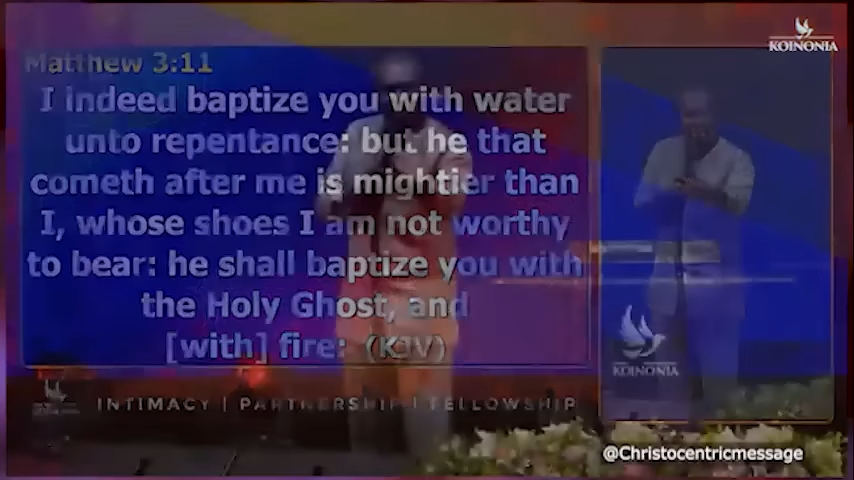 KOINONIA
Matthew 3:11
I indeed baptize you with water
unto repentance: but he that
cometh after me is mightier than
I, whose shoes I am not worthy
to bear: he shall baptize you with
the Holy Ghost, and
[with] fire: (KJV)
KOINONIA
INTIMACY | PARTNERSHIP | FELLOWSHIP
@Christocentricmessage